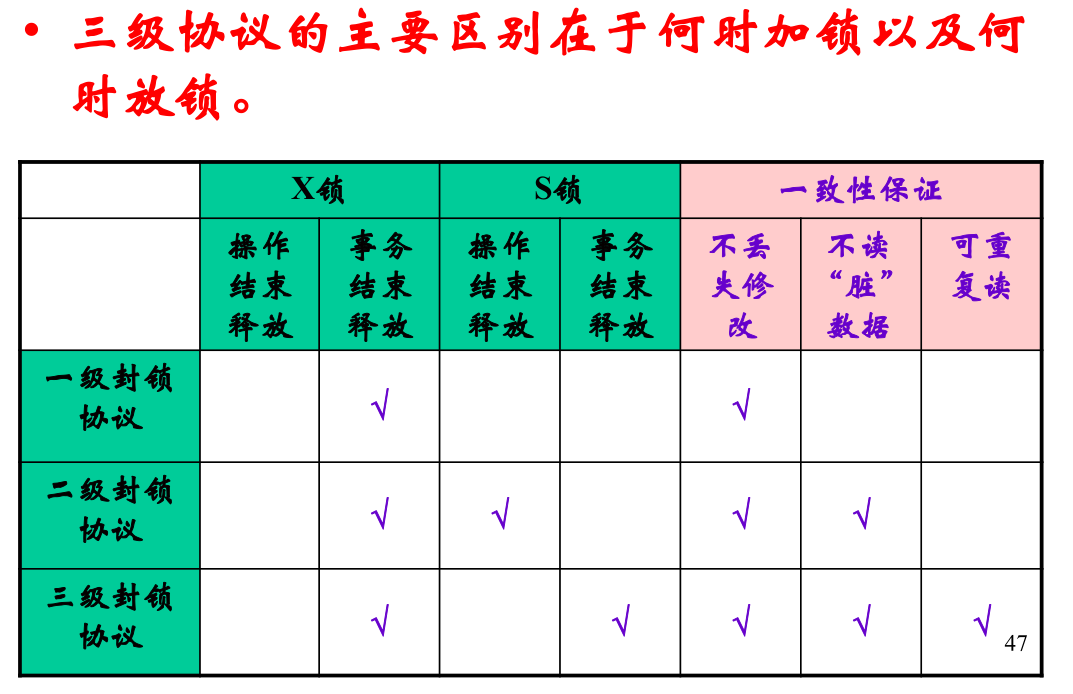 • 三级协议的主要区别在于何时加锁以及何
时放锁。
X锁 S锁 一致性保证
操作结束释放 事务结束释放 操作结束释放 事务结束释放 不丢失修改 不读“脏”数据 可重复读
一级封锁协议 √ √
二级封锁协议 √ √ √ √
三级封锁协议 √ √ √ √ √
47